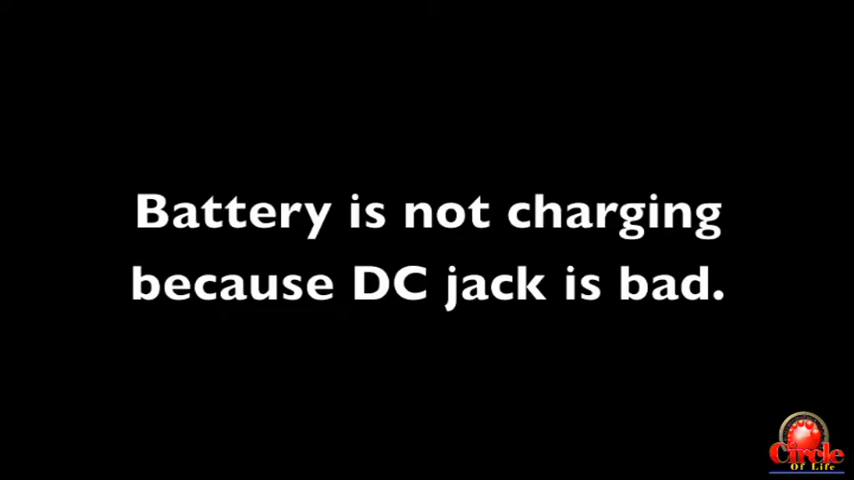 Battery is not charging
because DC jack is bad.
Circle
Of Life